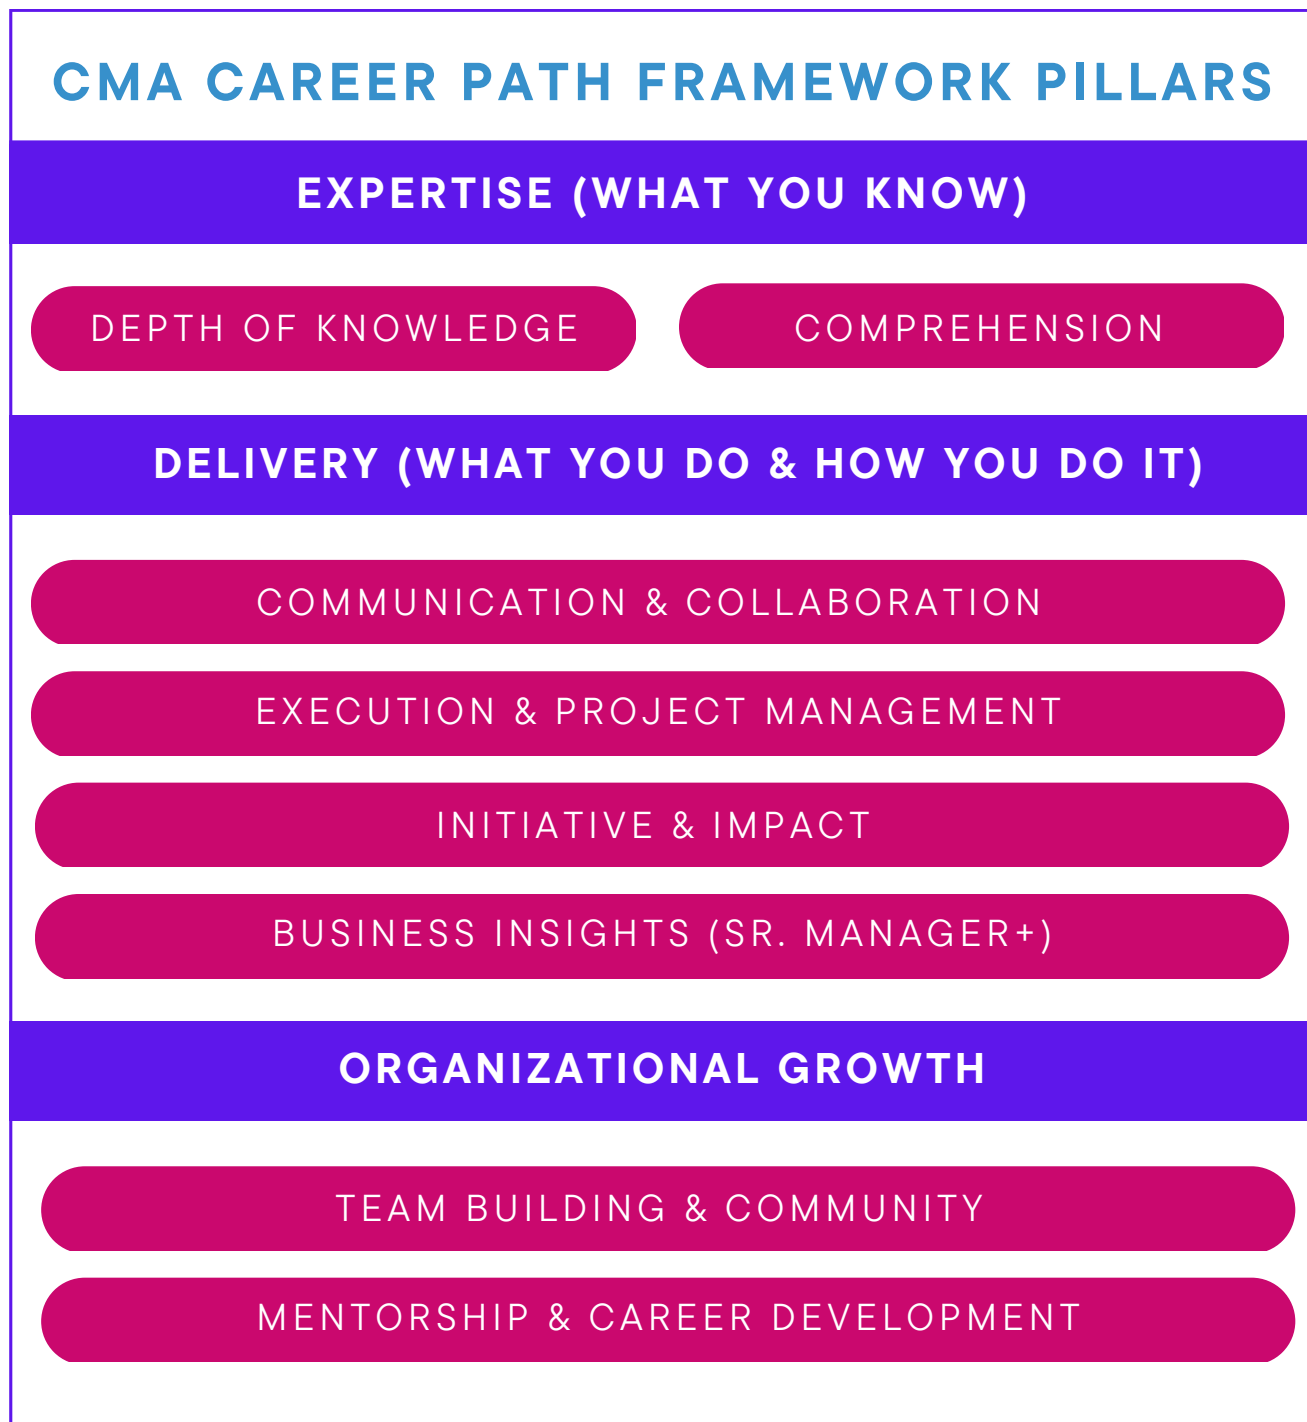 CMA CAREER PATH FRAMEWORK PILLARS
EXPERTISE (WHAT YOU KNOW)
DEPTH OF KNOWLEDGE
COMPREHENSION
DELIVERY (WHAT YOU DO & HOW YOU DO IT)
COMMUNICATION & COLLABORATION
EXECUTION & PROJECT MANAGEMENT
INITIATIVE & IMPACT
BUSINESS INSIGHTS (SR. MANAGER+)
ORGANIZATIONAL GROWTH
TEAM BUILDING & COMMUNITY
MENTORSHIP & CAREER DEVELOPMENT